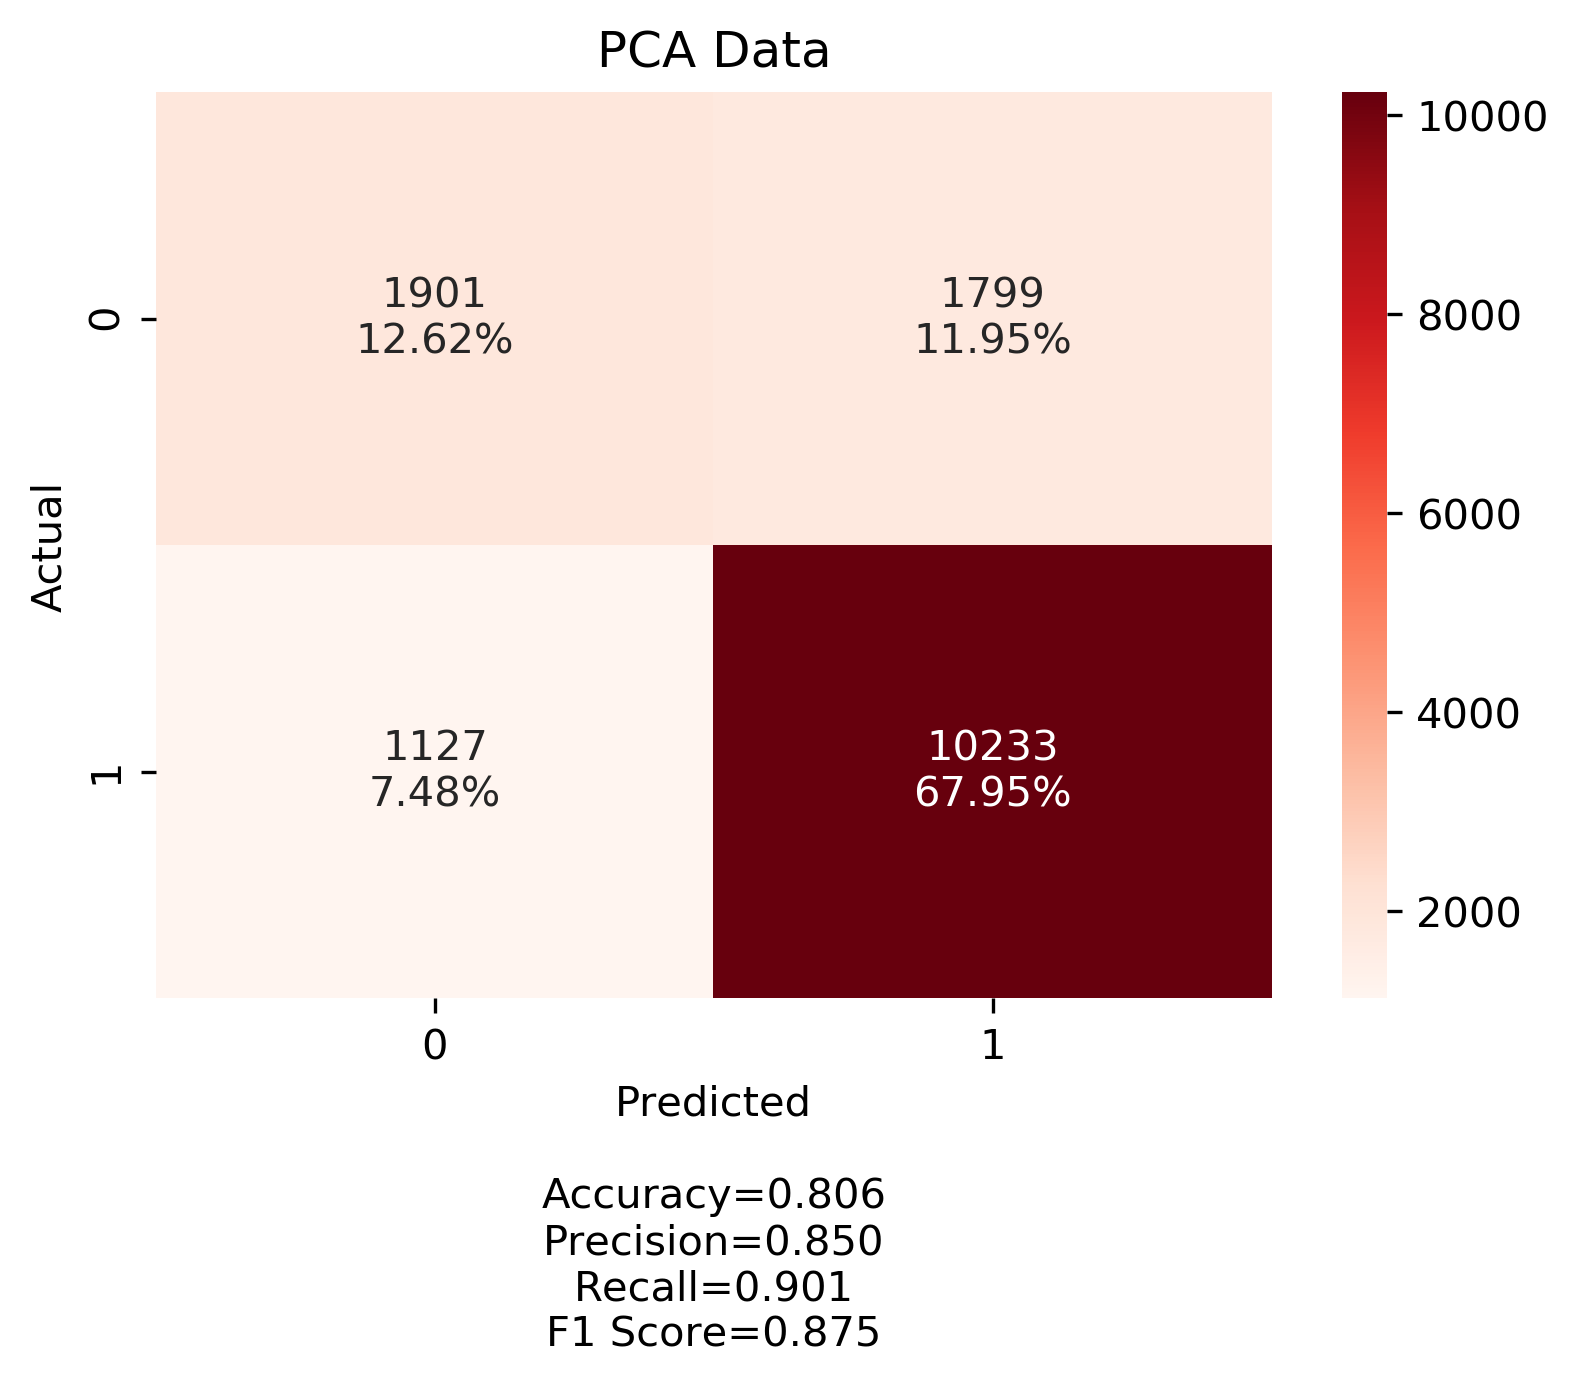 PCA Data
1901
12.62%
1799
11.95%
1127
7.48%
10233
67.95%
0
1
Actual
0
1
Predicted
10000
8000
6000
4000
2000
Accuracy=0.806
Precision=0.850
Recall=0.901
F1 Score=0.875